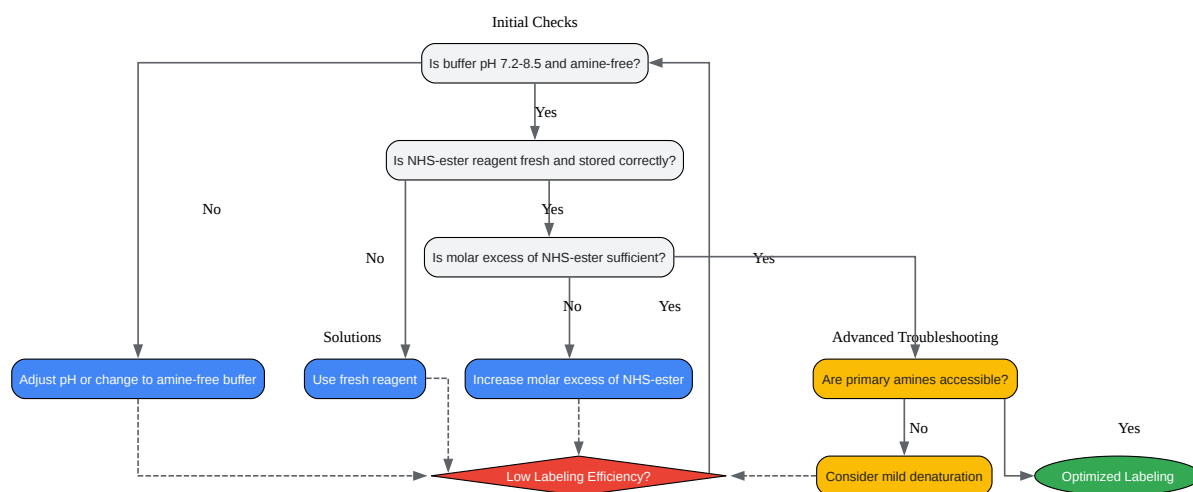 Initial Checks
Is buffer pH 7.2-8.5 and amine-free?
Yes
Is NHS-ester reagent fresh and stored correctly?
No
Yes
Is molar excess of NHS-ester sufficient?
No
Yes
No
Yes
Solutions
Advanced Troubleshooting
Adjust pH or change to amine-free buffer
Use fresh reagent
Increase molar excess of NHS-ester
Are primary amines accessible?
No
Yes
Low Labeling Efficiency?
Consider mild denaturation
Optimized Labeling